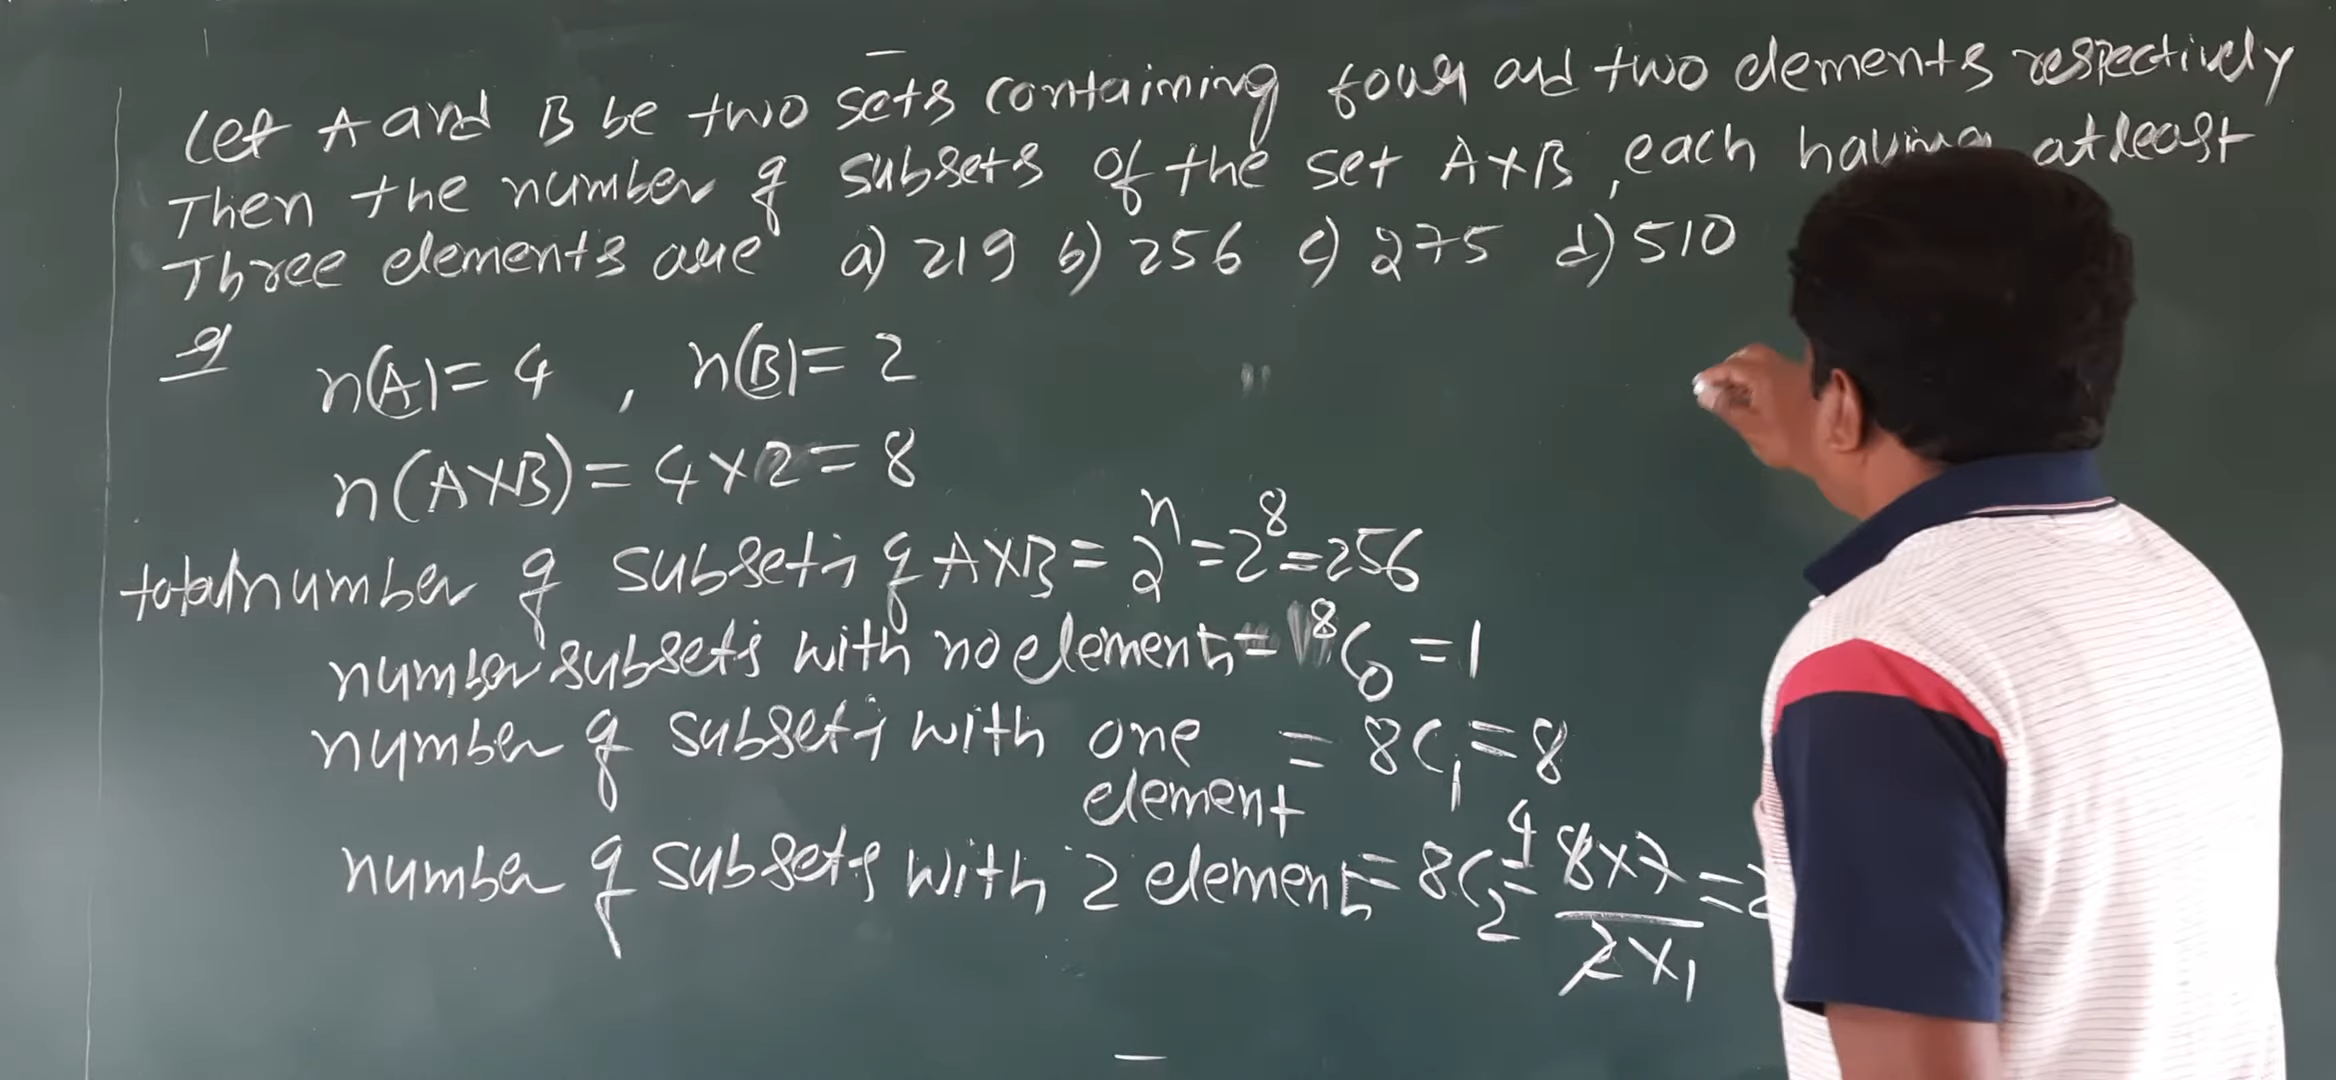 Let A and B be two sets containing four and two elements respectively
Then the number of subsets of the set A×B, each having atleast
Three elements are a) 219 b) 256 c) 275 d) 510
n(A) = 4 , n(B) = 2
n(A×B) = 4×2 = 8
total number of subsets of A×B = 2ⁿ = 2⁸ = 256
number subsets with no elements = ⁸C₀ = 1
number of subsets with one element = 8C₁ = 8
number of subsets with 2 elements = 8C₂ = 4 8×7 / 2×1 =